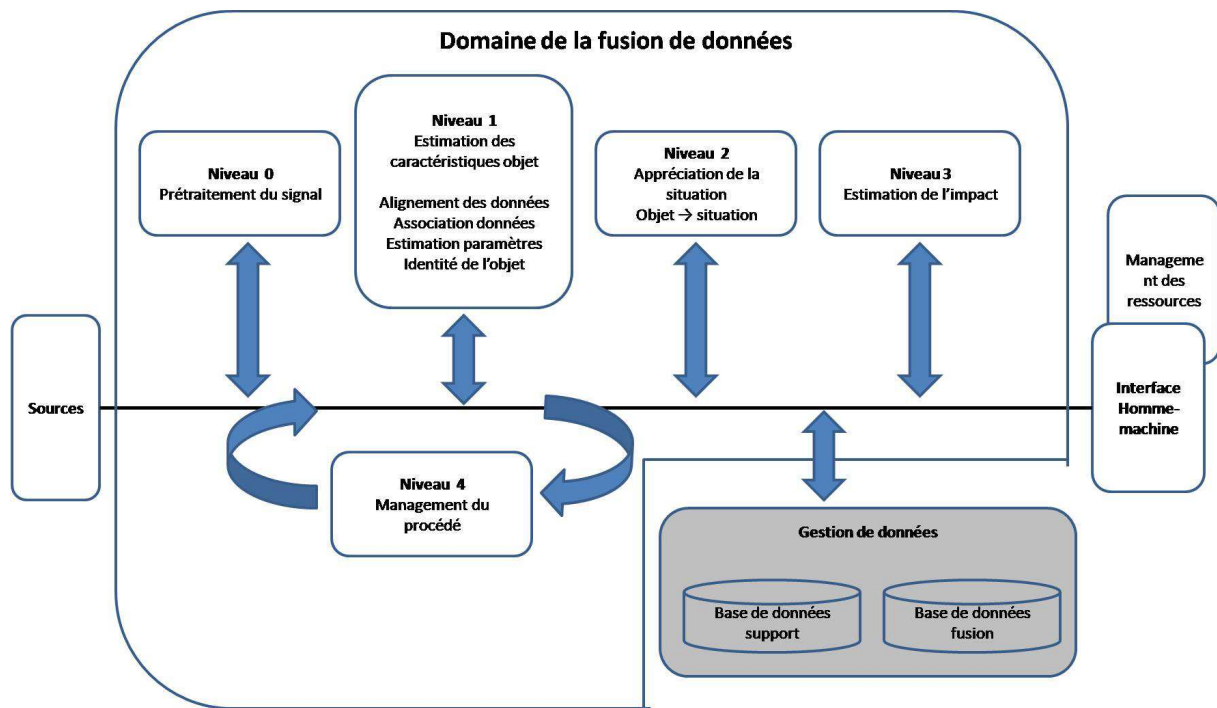 Domaine de la fusion de données
Niveau 0
Prétraitement du signal
Niveau 1
Estimation des
caractéristiques objet
Alignement des données
Association données
Estimation paramètres
Identité de l'objet
Niveau 2
Appréciation de la
situation
Objet → situation
Niveau 3
Estimation de l'impact
Manageme
nt des
ressources
Sources
Interface
Homme-
machine
Niveau 4
Management du
procédé
Gestion de données
Base de données
support
Base de données
fusion